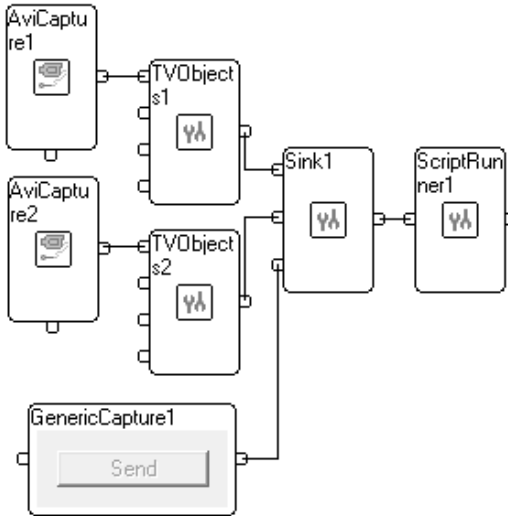 AviCaptu
re1
TVObject
s1
AviCaptu
re2
TVObject
s2
Sink1
ScriptRun
ner1
GenericCapture1
Send